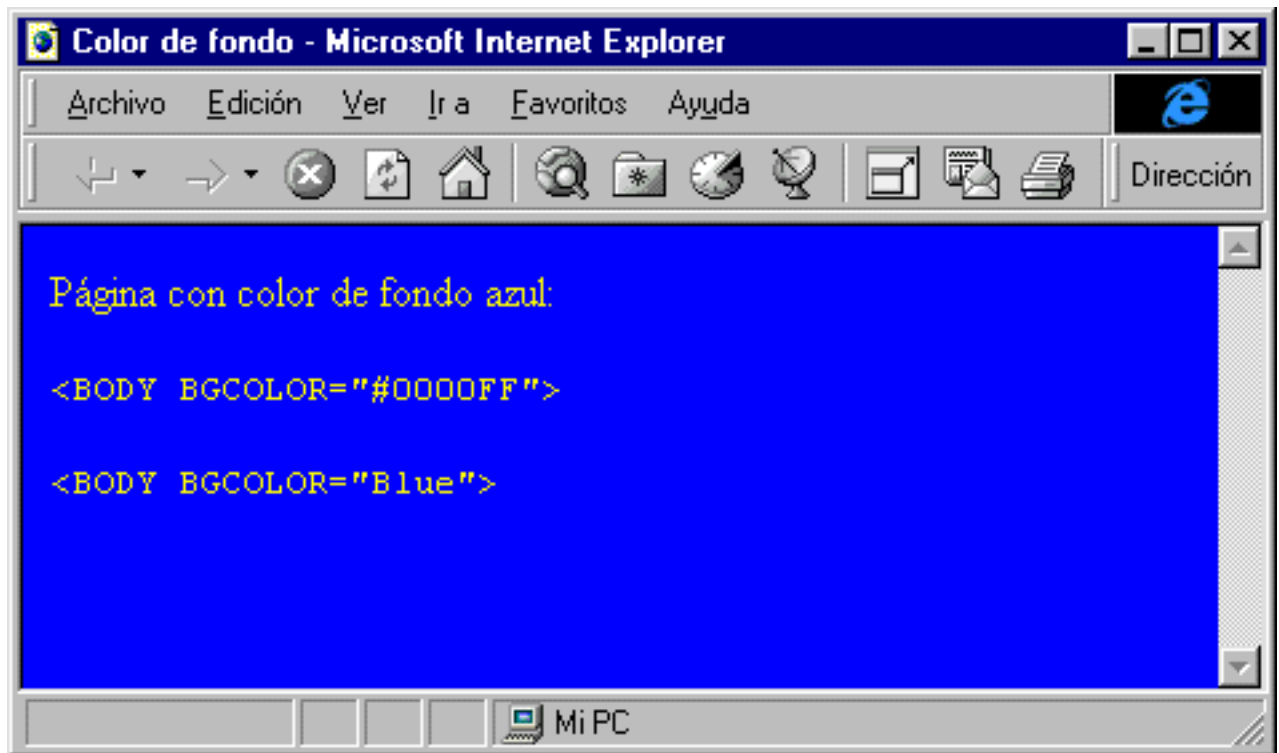 Color de fondo - Microsoft Internet Explorer
Archivo Edición Ver Ir a Favoritos Ayuda
Dirección
Página con color de fondo azul:
<BODY BGCOLOR="#0000FF">
<BODY BGCOLOR="Blue">
Mi PC